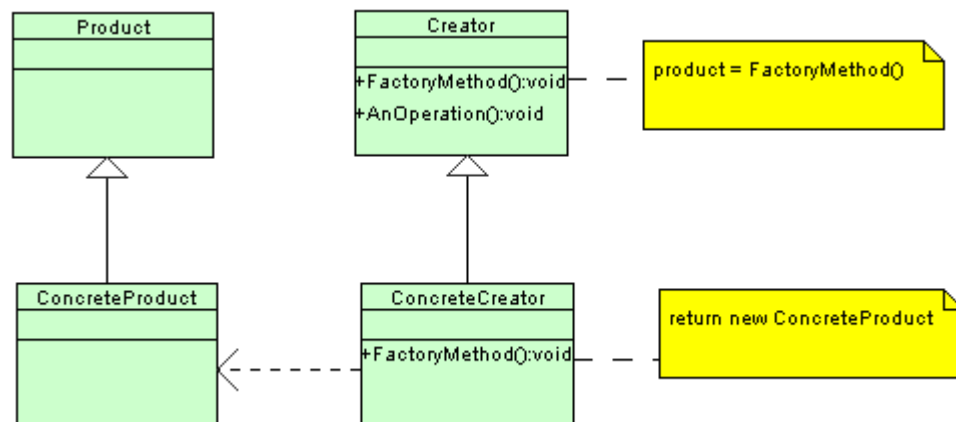 Product
Creator
+FactoryMethod():void
+AnOperation():void
product = FactoryMethod()
ConcreteProduct
ConcreteCreator
+FactoryMethod():void
return new ConcreteProduct